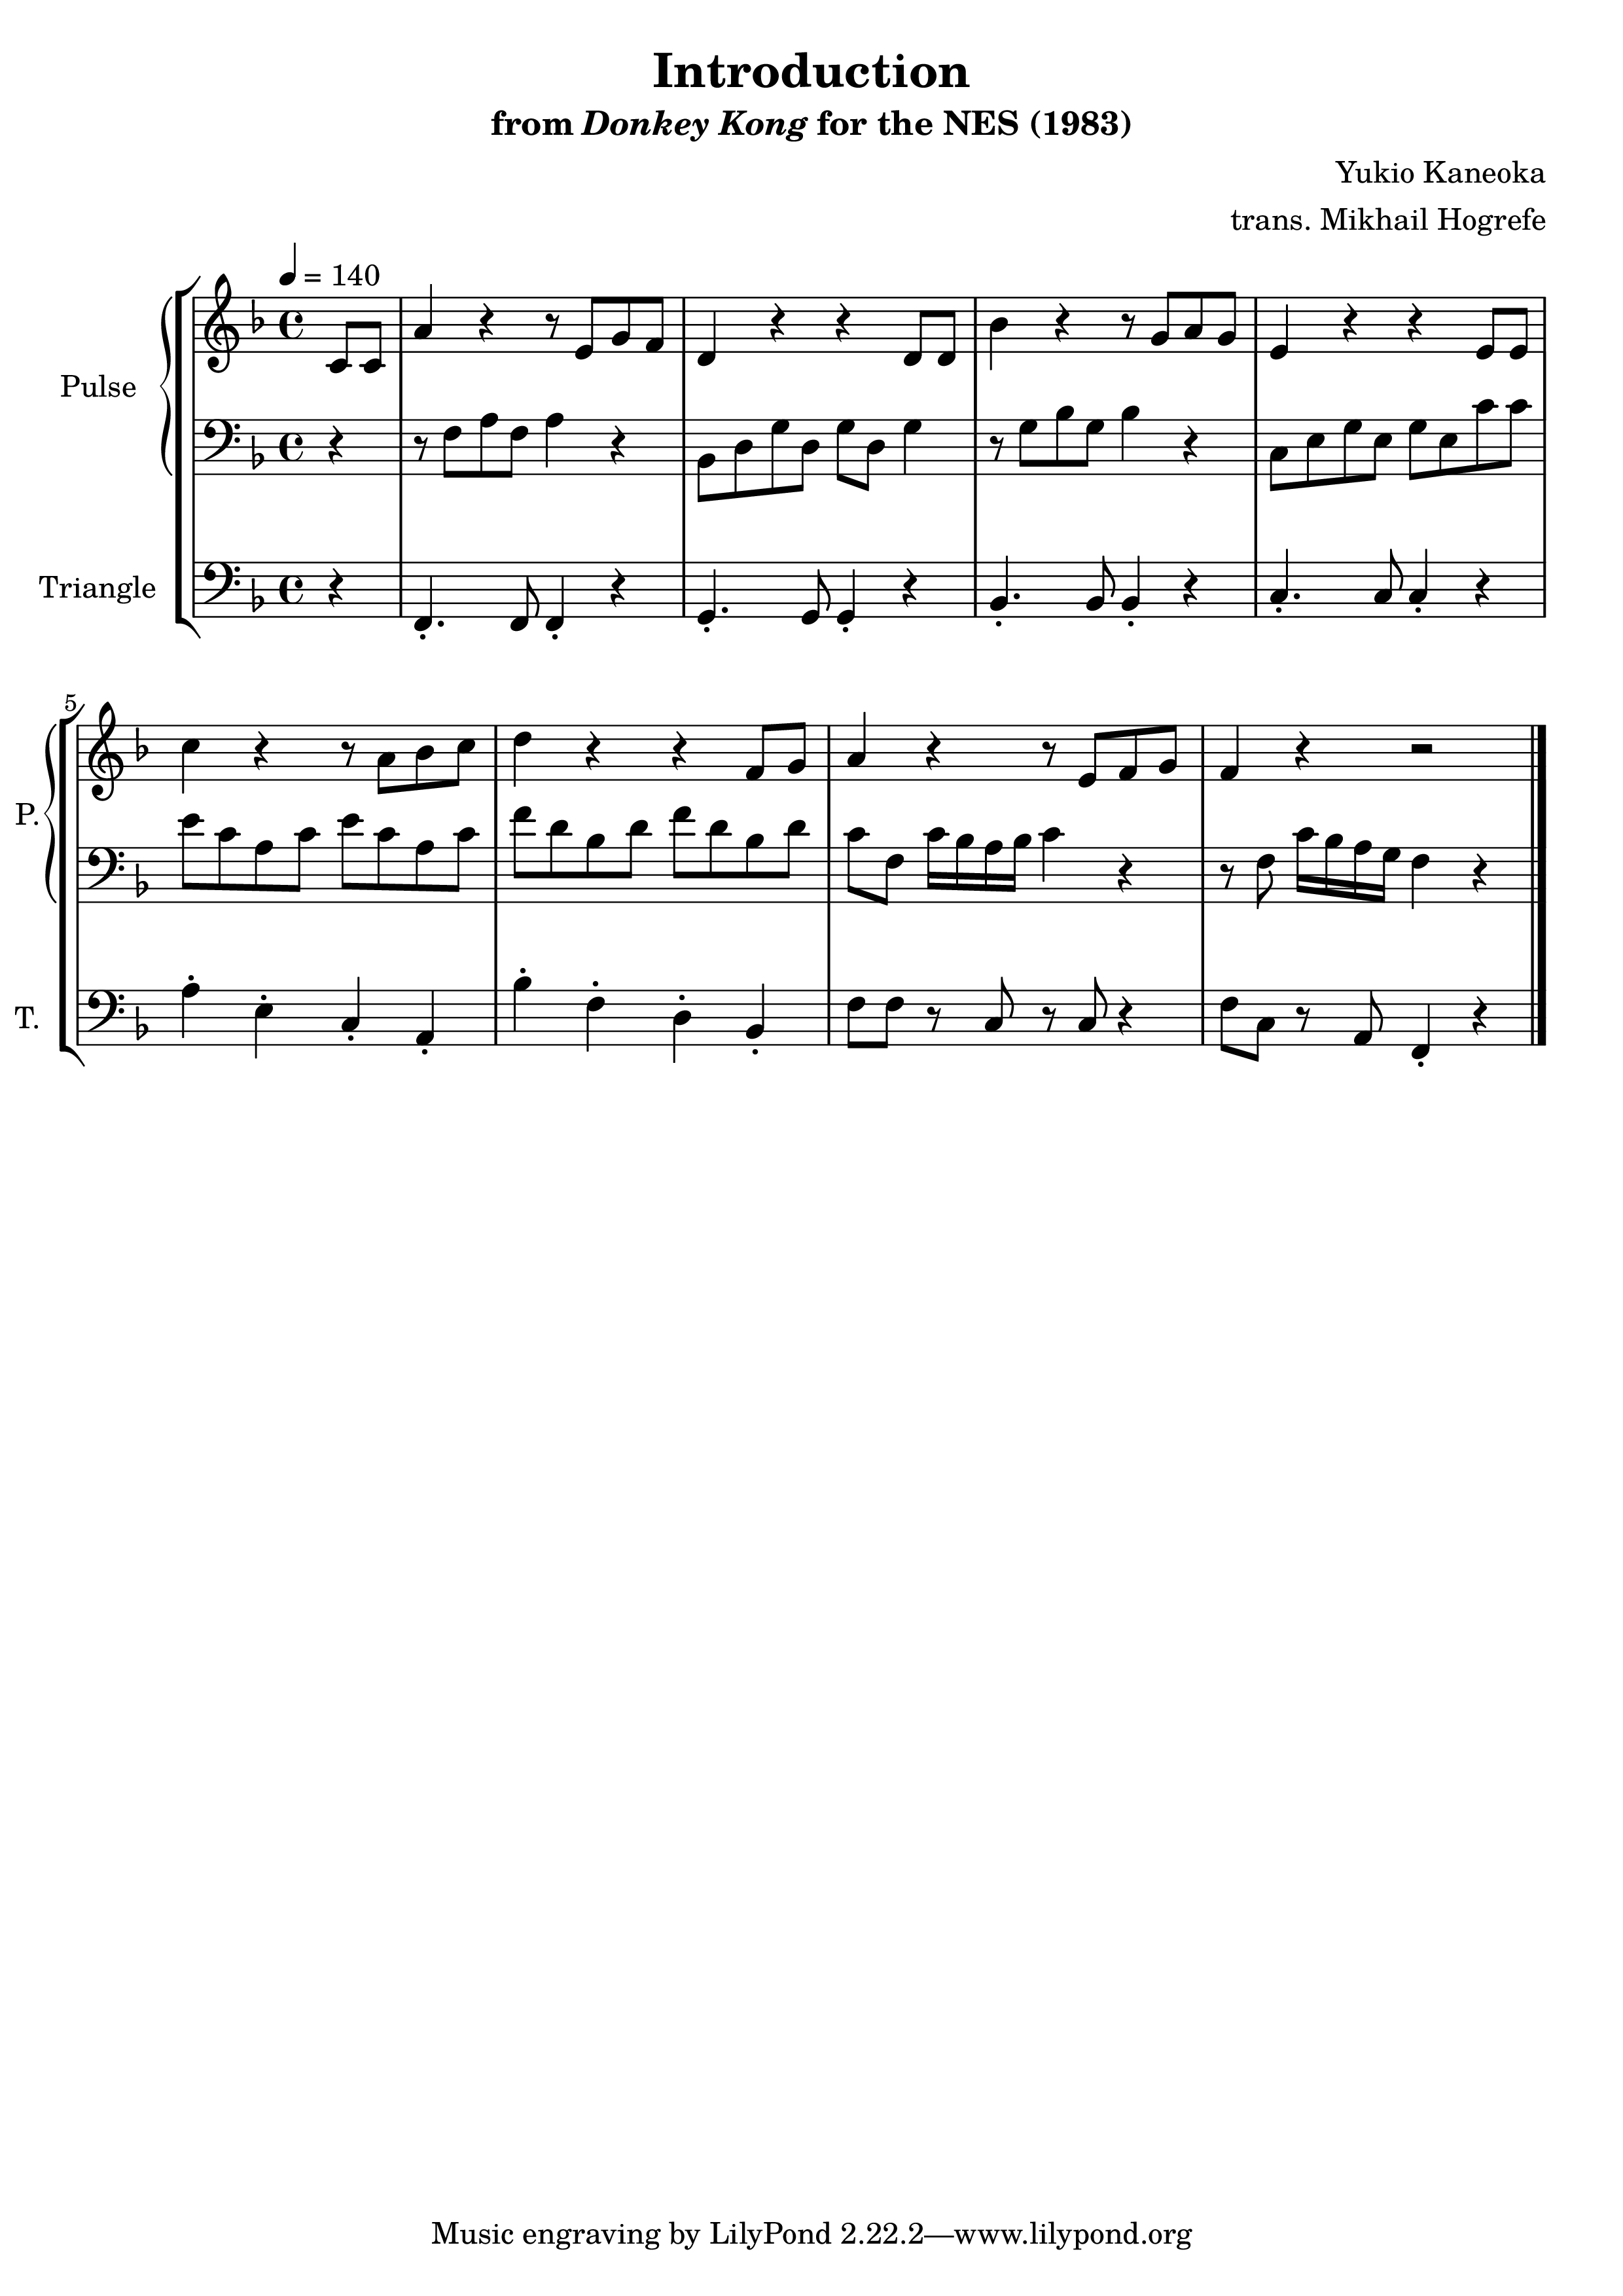 Introduction
from Donkey Kong for the NES (1983)
Yukio Kaneoka
trans. Mikhail Hogrefe
= 140
Pulse
Triangle
5
P.
T.
Music engraving by LilyPond 2.22.2—www.lilypond.org